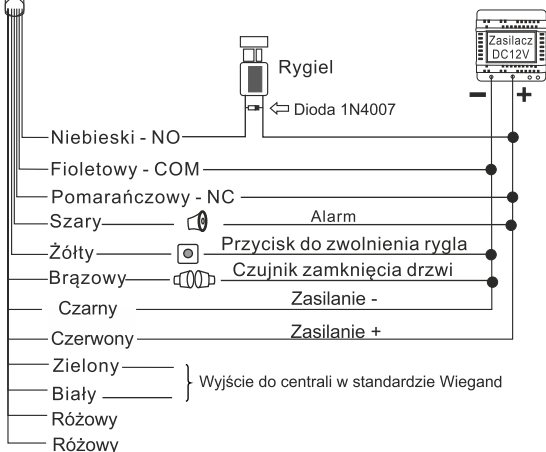 Zasilacz
DC12V
Rygiel
- +
Dioda 1N4007
Niebieski - NO
Fioletowy - COM
Pomarańczowy - NC
Szary Alarm
Żółty Przycisk do zwolnienia rygla
Brązowy Czujnik zamknięcia drzwi
Czarny Zasilanie -
Czerwony Zasilanie +
Zielony
Wyjście do centrali w standardzie Wiegand
Biały
Różowy
Różowy